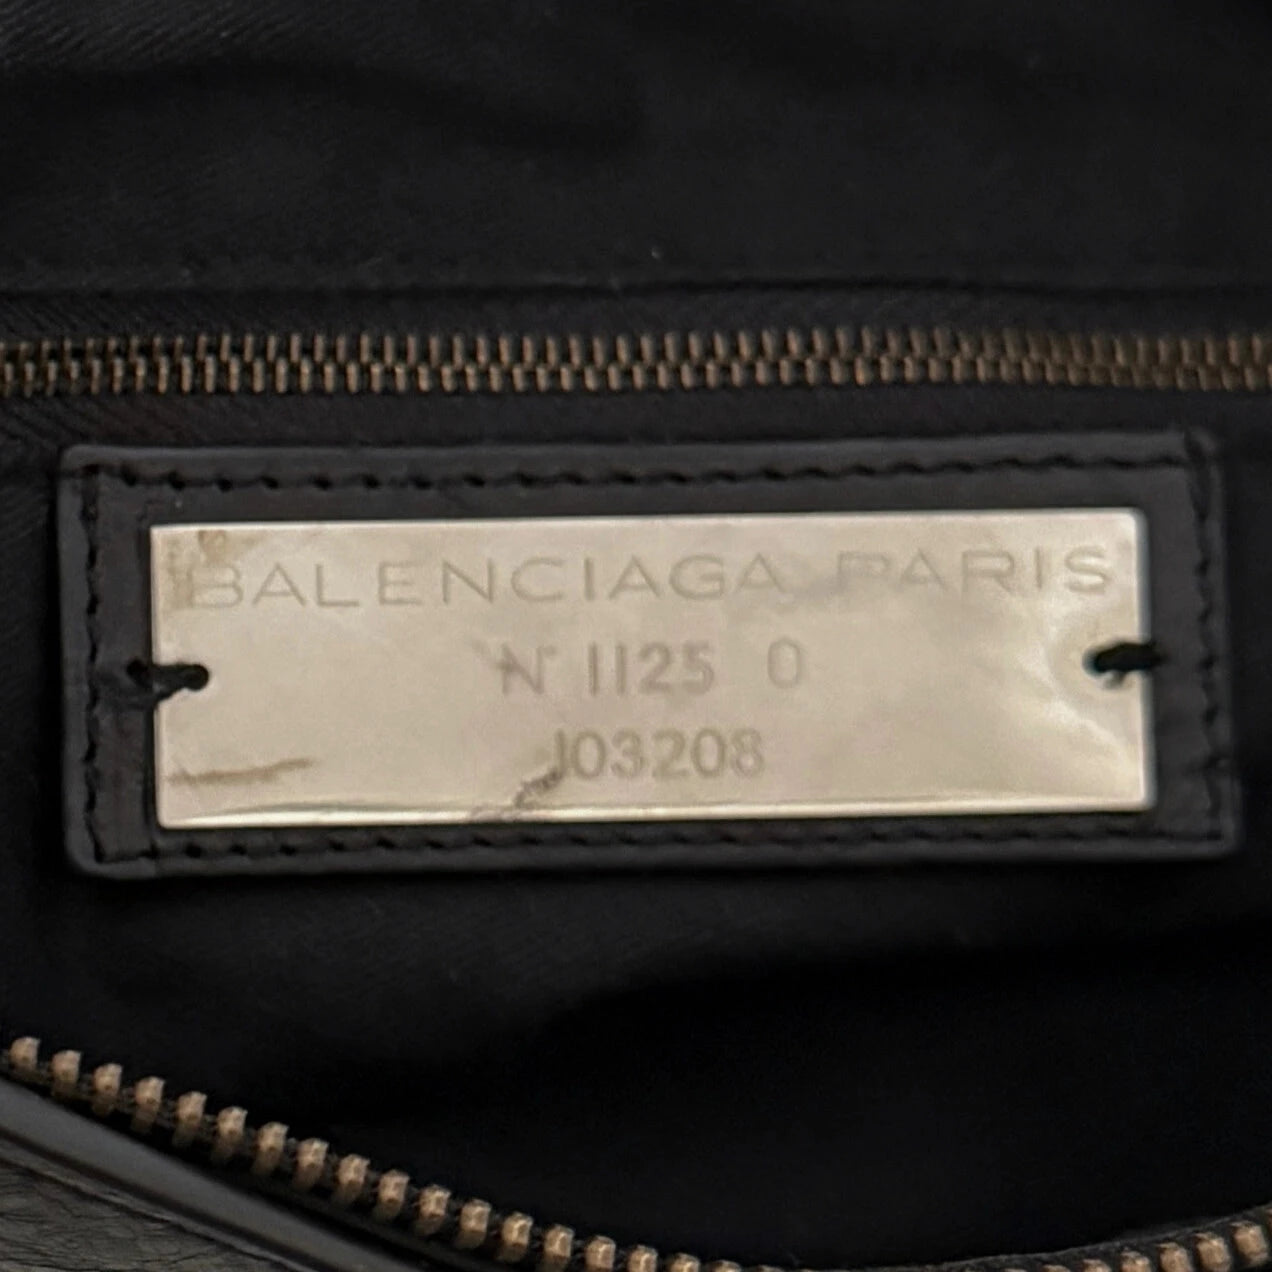 BALENCIAGA PARIS
N° 1125 0
J03208